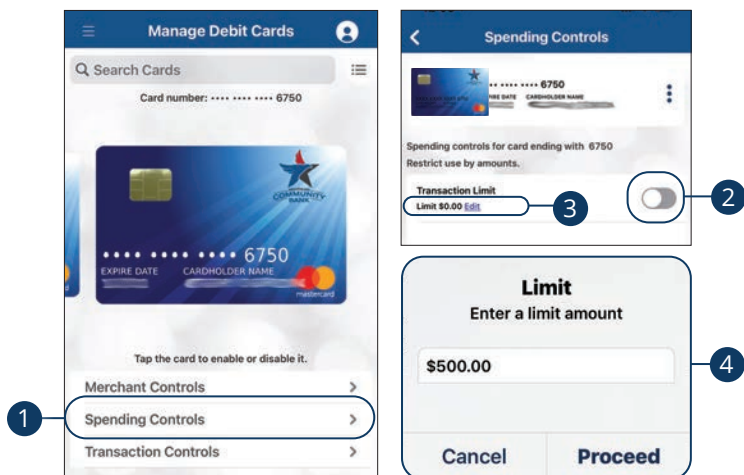 Manage Debit Cards
Search Cards
Card number: •••• •••• •••• 6750
COMMUNITY
BANK
•••• •••• •••• 6750
EXPIRE DATE CARDHOLDER NAME
mastercard
Tap the card to enable or disable it.
Merchant Controls
1
Spending Controls
Transaction Controls
Spending Controls
•• •••• •••• 6750
CARDHOLDER NAME
Spending controls for card ending with 6750
Restrict use by amounts.
Transaction Limit
2
Limit $0.00 Edit
3
Limit
Enter a limit amount
$500.00
4
Cancel Proceed